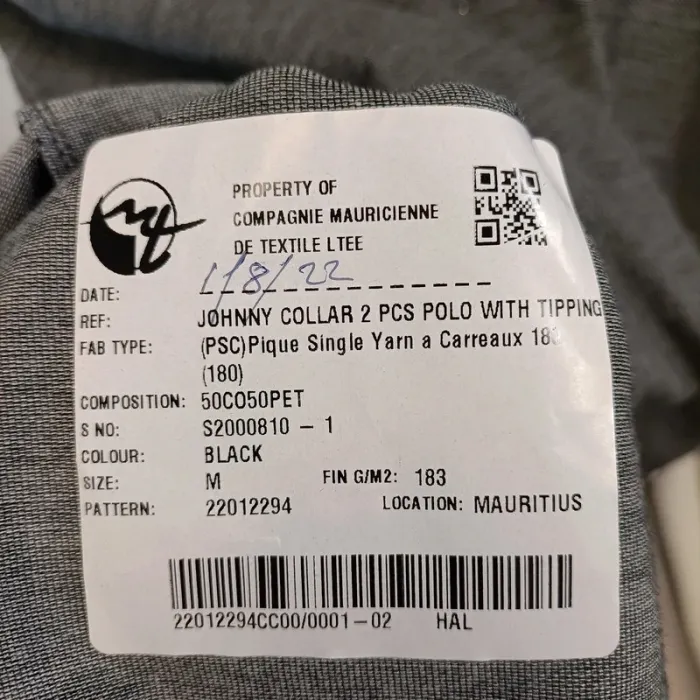 PROPERTY OF
COMPAGNIE MAURICIENNE
DE TEXTILE LTEE
DATE: 1/8/22
REF: JOHNNY COLLAR 2 PCS POLO WITH TIPPING
FAB TYPE: (PSC)Pique Single Yarn a Carreaux
(180)
COMPOSITION: 50CO50PET
S NO: S2000810 - 1
COLOUR: BLACK
SIZE: M FIN G/M2: 183
PATTERN: 22012294 LOCATION: MAURITIUS
22012294CC00/0001-02 HAL